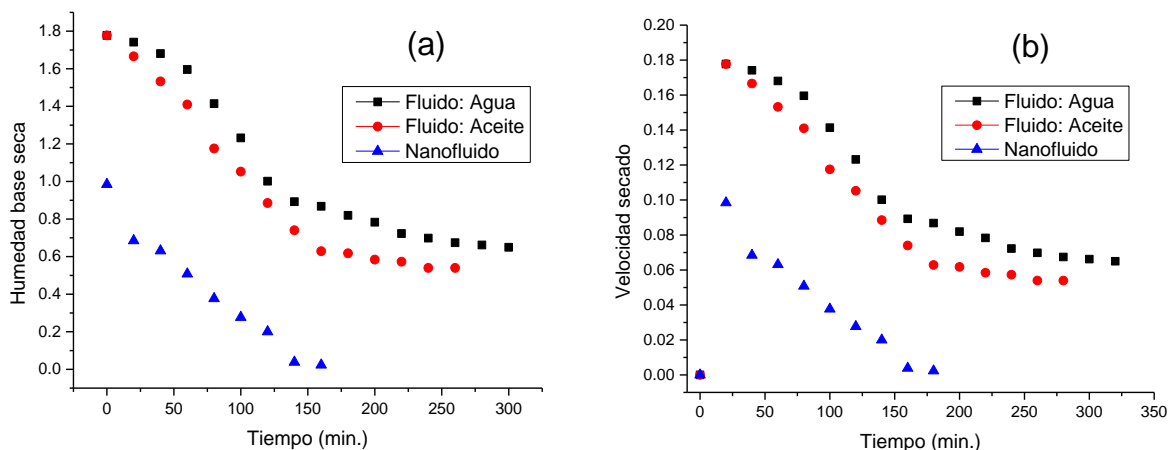 (a)
Humedad base seca
1.8
1.6
1.4
1.2
1.0
0.8
0.6
0.4
0.2
0.0
Fluido: Agua
Fluido: Aceite
Nanofluido
0 50 100 150 200 250 300
Tiempo (min.)
(b)
Velocidad secado
0.20
0.18
0.16
0.14
0.12
0.10
0.08
0.06
0.04
0.02
0.00
Fluido: Agua
Fluido: Aceite
Nanofluido
0 50 100 150 200 250 300 350
Tiempo (min.)